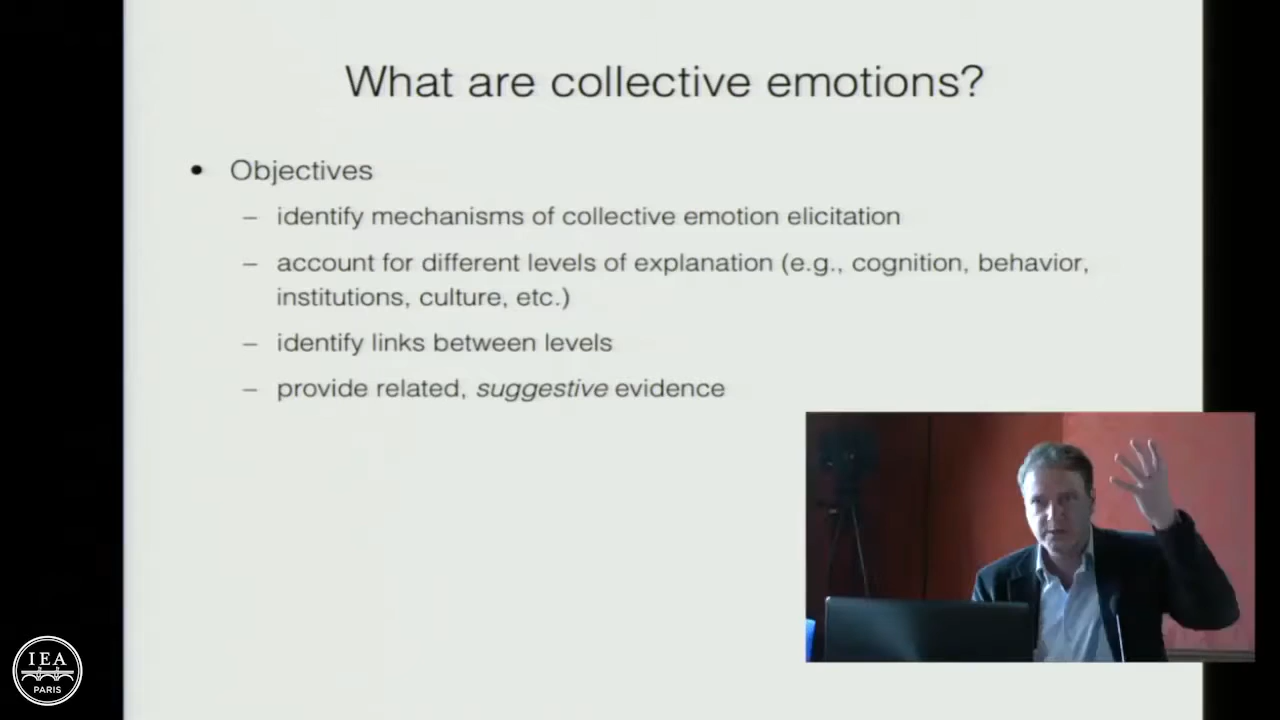 What are collective emotions?
• Objectives
– identify mechanisms of collective emotion elicitation
– account for different levels of explanation (e.g., cognition, behavior,
institutions, culture, etc.)
– identify links between levels
– provide related, suggestive evidence
IEA
PARIS